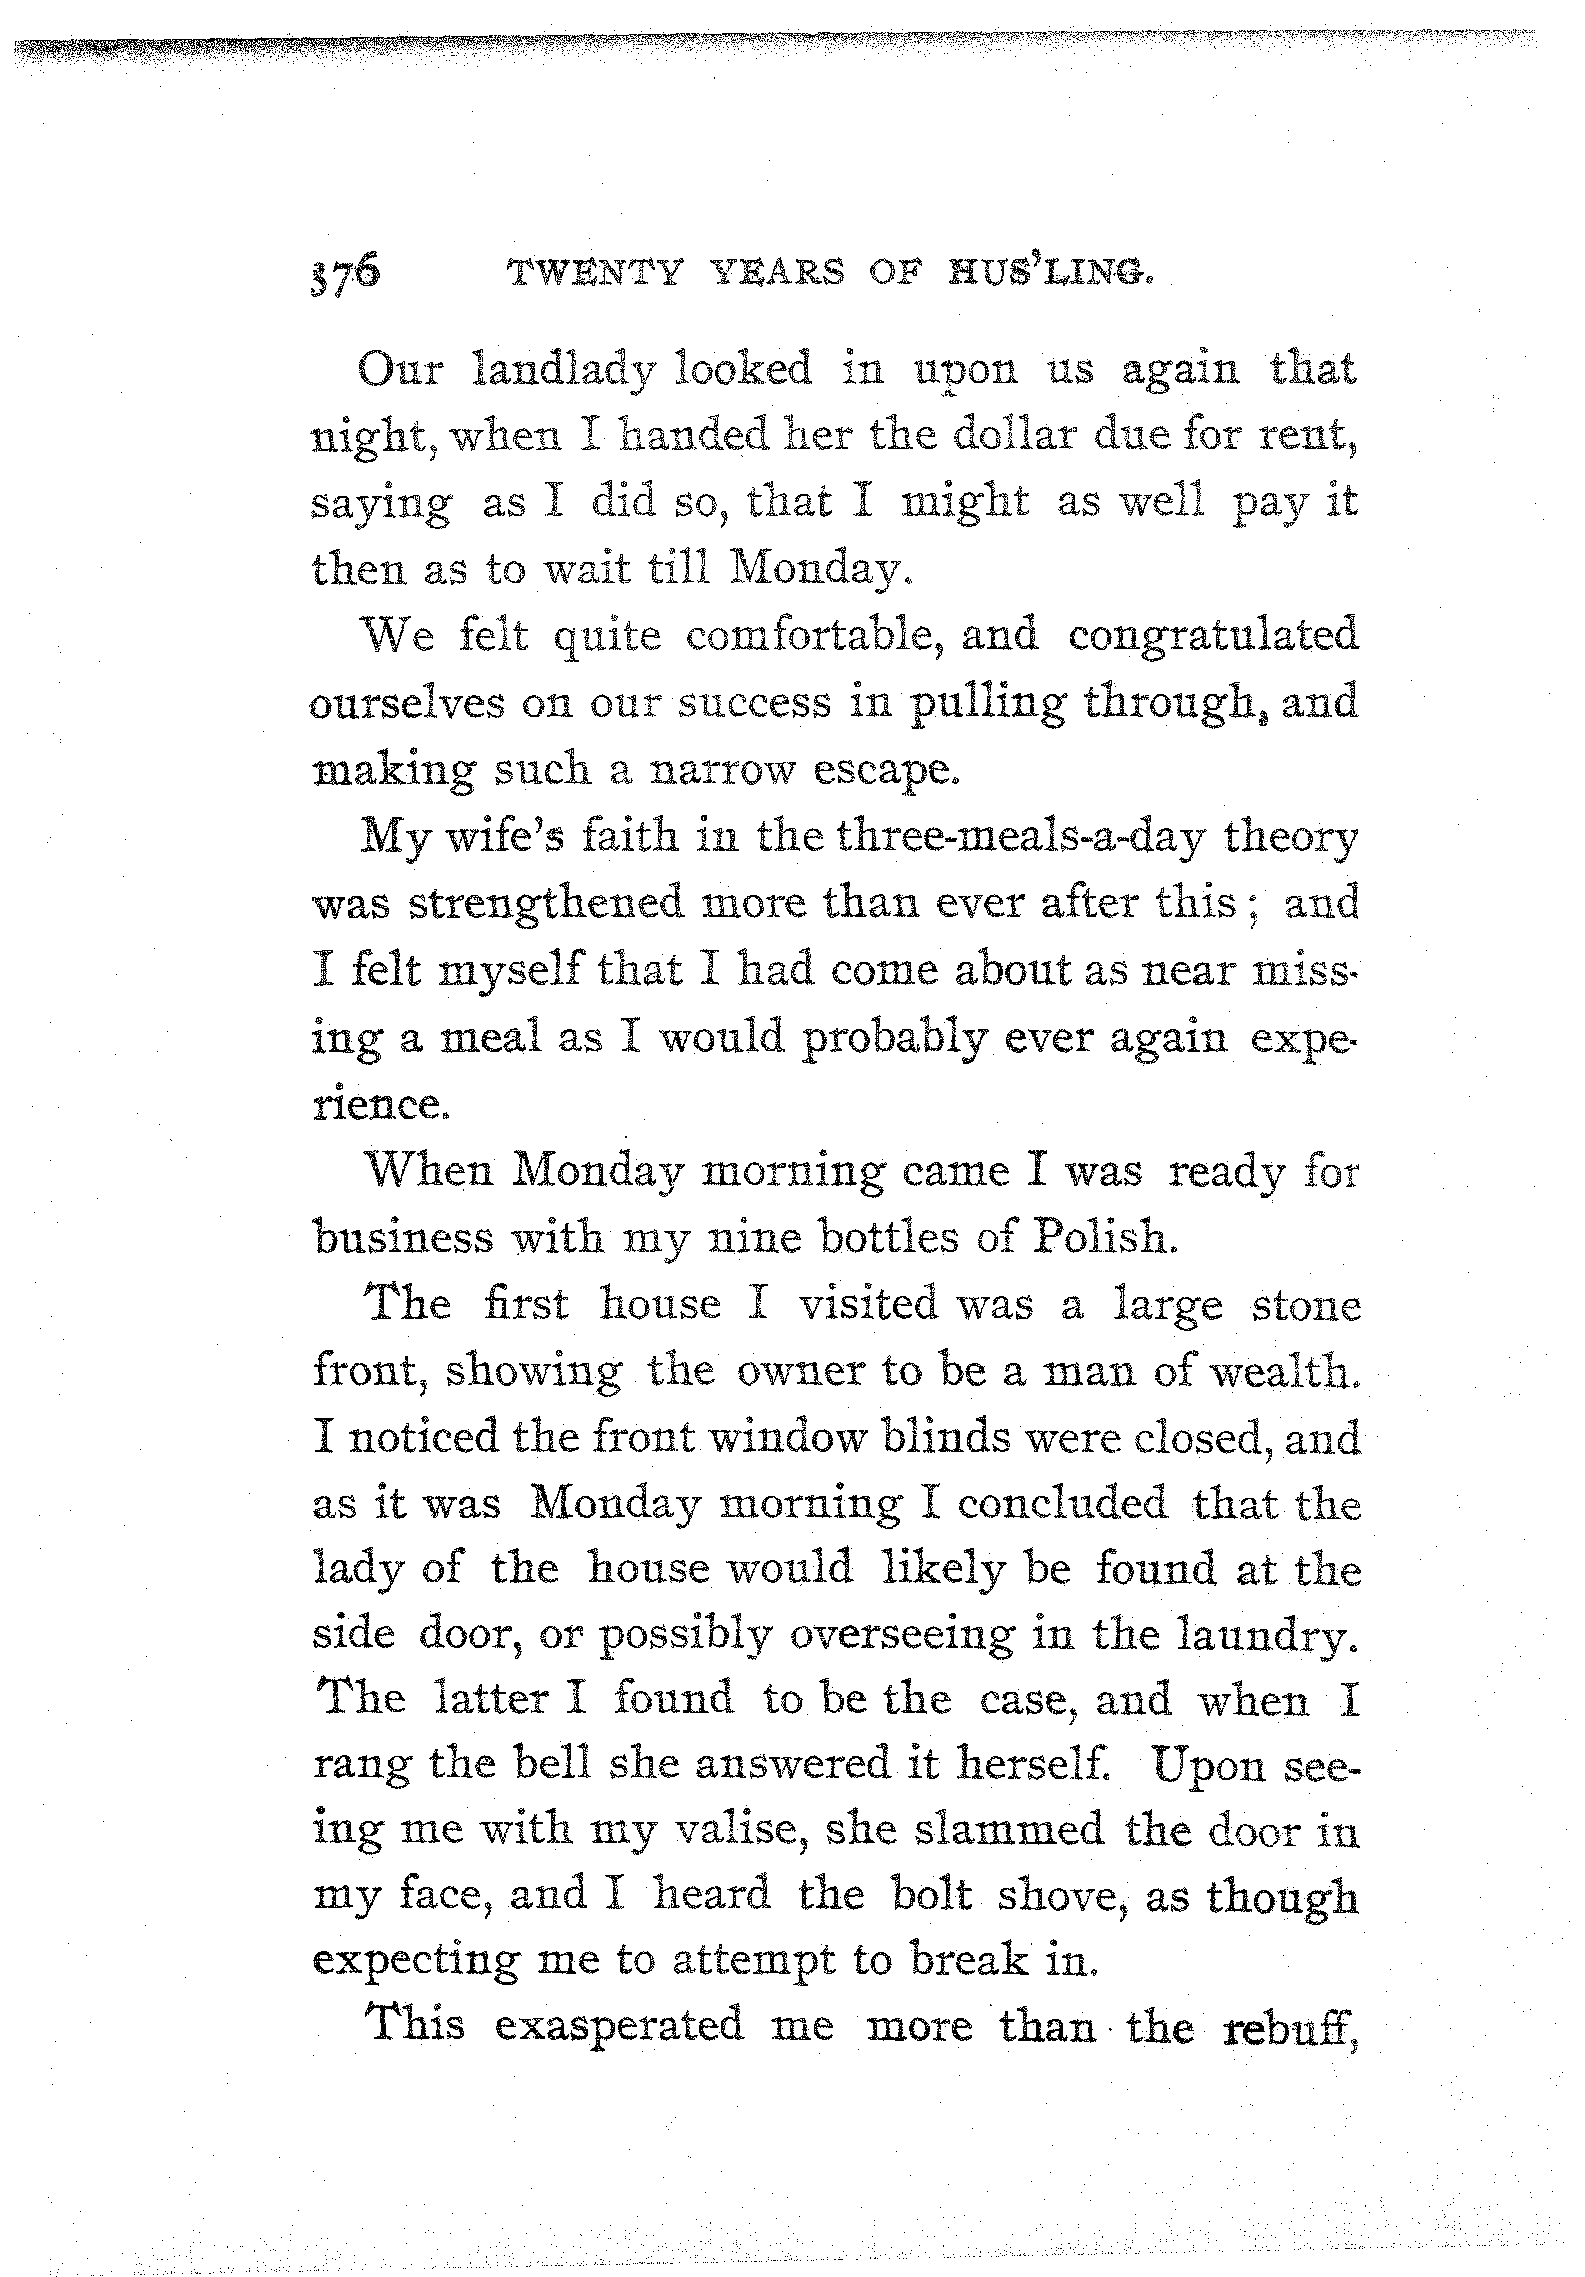 376 TWENTY YEARS OF HUS'LING.
Our landlady looked in upon us again that
night, when I handed her the dollar due for rent,
saying as I did so, that I might as well pay it
then as to wait till Monday.
We felt quite comfortable, and congratulated
ourselves on our success in pulling through, and
making such a narrow escape.
My wife's faith in the three-meals-a-day theory
was strengthened more than ever after this; and
I felt myself that I had come about as near miss-
ing a meal as I would probably ever again expe-
rience.
When Monday morning came I was ready for
business with my nine bottles of Polish.
The first house I visited was a large stone
front, showing the owner to be a man of wealth.
I noticed the front window blinds were closed, and
as it was Monday morning I concluded that the
lady of the house would likely be found at the
side door, or possibly overseeing in the laundry.
The latter I found to be the case, and when I
rang the bell she answered it herself. Upon see-
ing me with my valise, she slammed the door in
my face, and I heard the bolt shove, as though
expecting me to attempt to break in.
This exasperated me more than the rebuff,